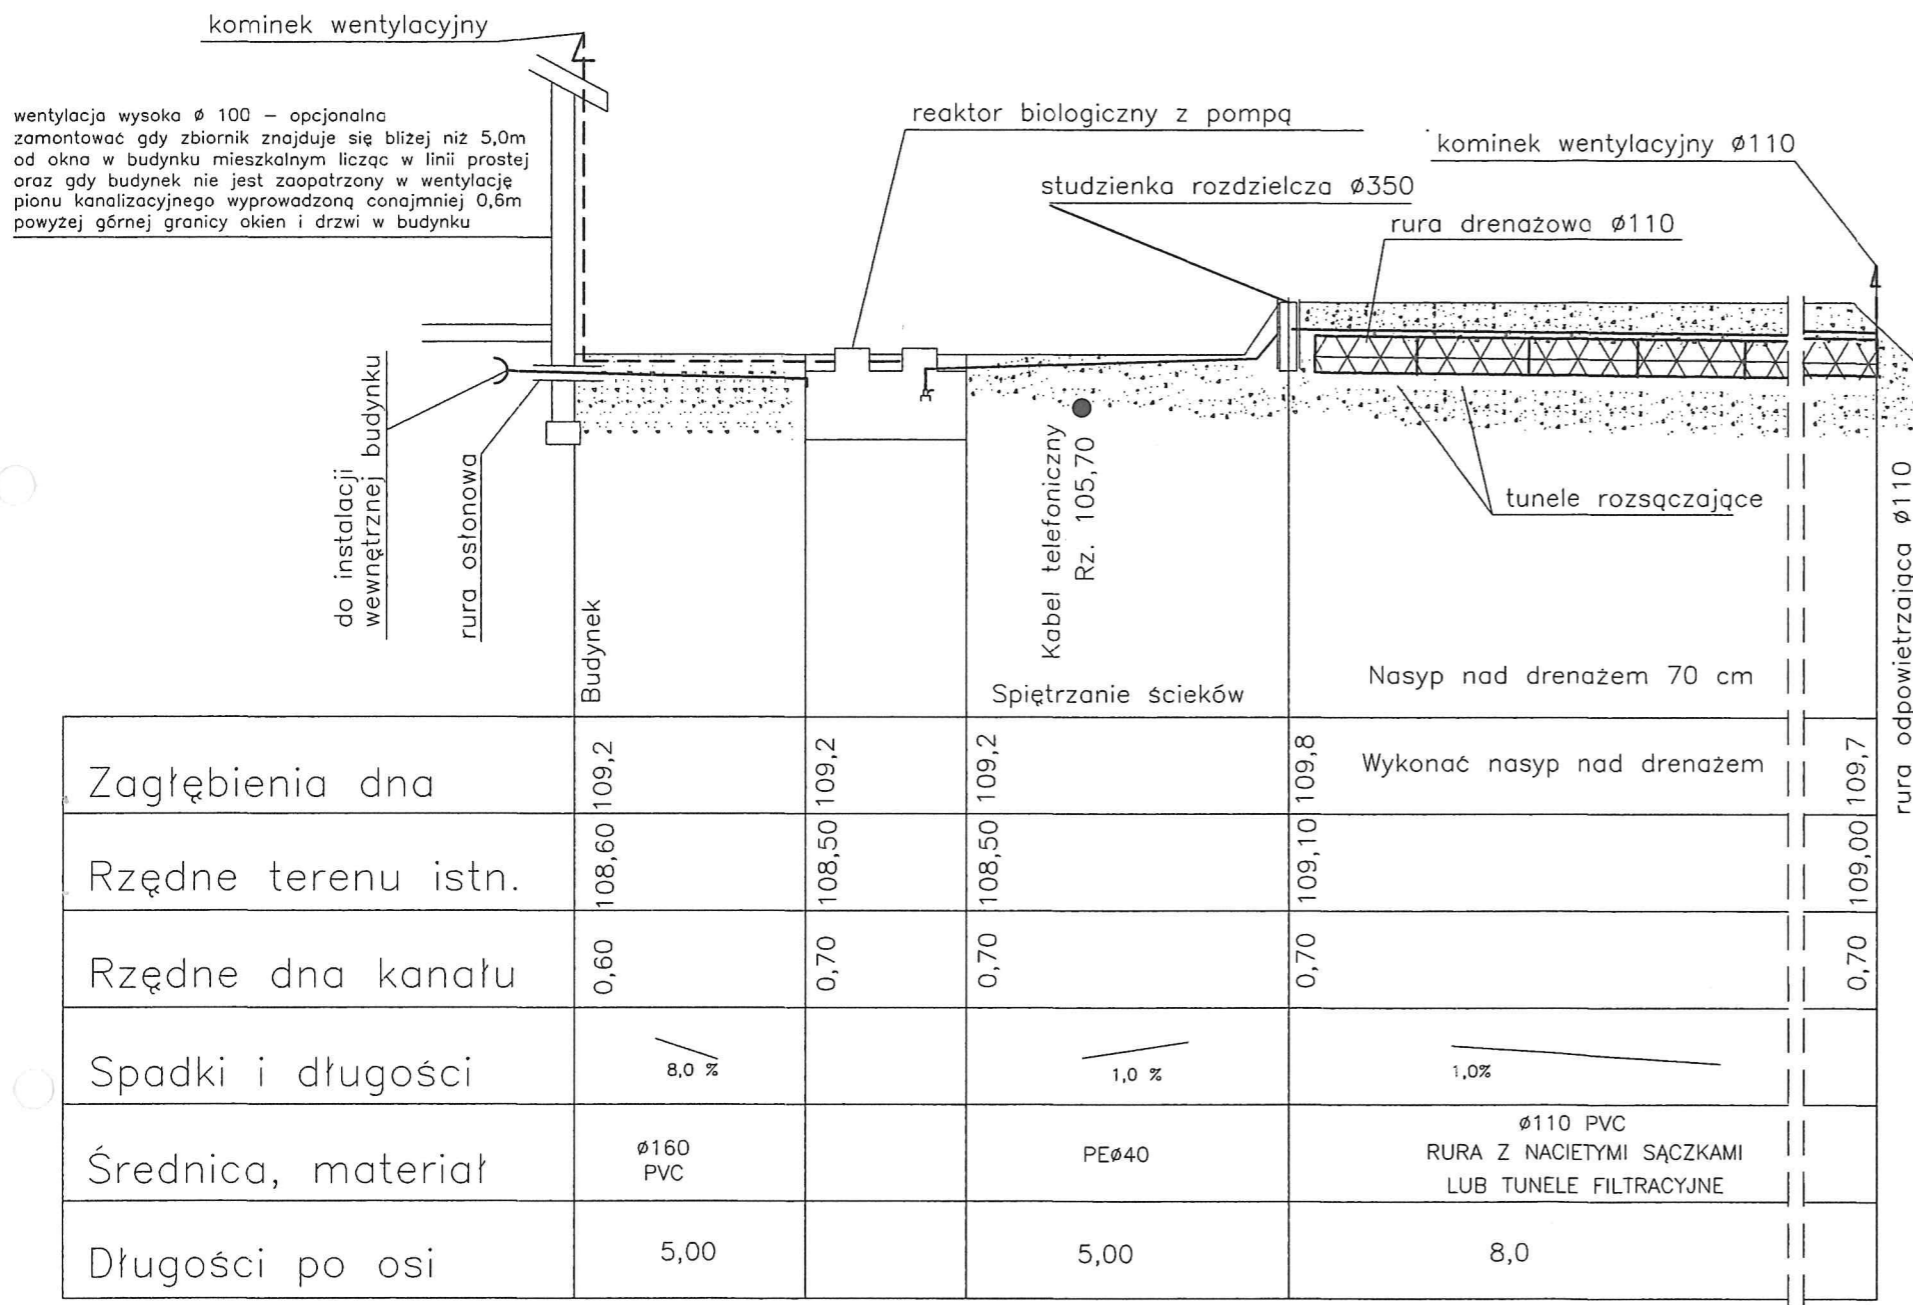 kominek wentylacyjny
wentylacja wysoka ø 100 – opcjonalna
zamontować gdy zbiornik znajduje się bliżej niż 5,0m
od okna w budynku mieszkalnym licząc w linii prostej
oraz gdy budynek nie jest zaopatrzony w wentylację
pionu kanalizacyjnego wyprowadzoną conajmniej 0,6m
powyżej górnej granicy okien i drzwi w budynku
reaktor biologiczny z pompą
kominek wentylacyjny ø110
studzienka rozdzielcza ø350
rura drenażowa ø110
do instalacji
wewnętrznej budynku
rura osłonowa
Budynek
Kabel telefoniczny
Rz. 105,70
tunele rozsączające
rura odpowietrzająca ø110
Spiętrzanie ścieków
Nasyp nad drenażem 70 cm
Zagłębienia dna
109,2
109,2
109,2
109,8
Wykonać nasyp nad drenażem
109,7
Rzędne terenu istn.
108,60
108,50
108,50
109,10
109,00
Rzędne dna kanału
0,60
0,70
0,70
0,70
0,70
Spadki i długości
8,0 %
1,0 %
1,0%
Średnica, materiał
ø160
PVC
PEø40
ø110 PVC
RURA Z NACIETYMI SĄCZKAMI
LUB TUNELE FILTRACYJNE
Długości po osi
5,00
5,00
8,0